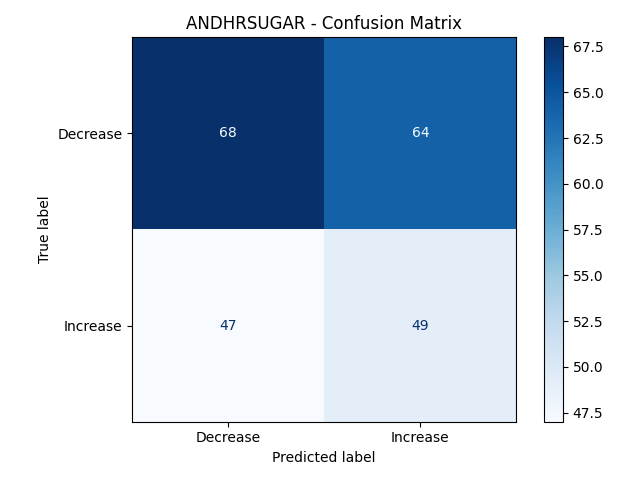 ANDHRSUGAR - Confusion Matrix
True label
Decrease
68
64
Increase
47
49
Decrease
Increase
Predicted label
67.5
65.0
62.5
60.0
57.5
55.0
52.5
50.0
47.5